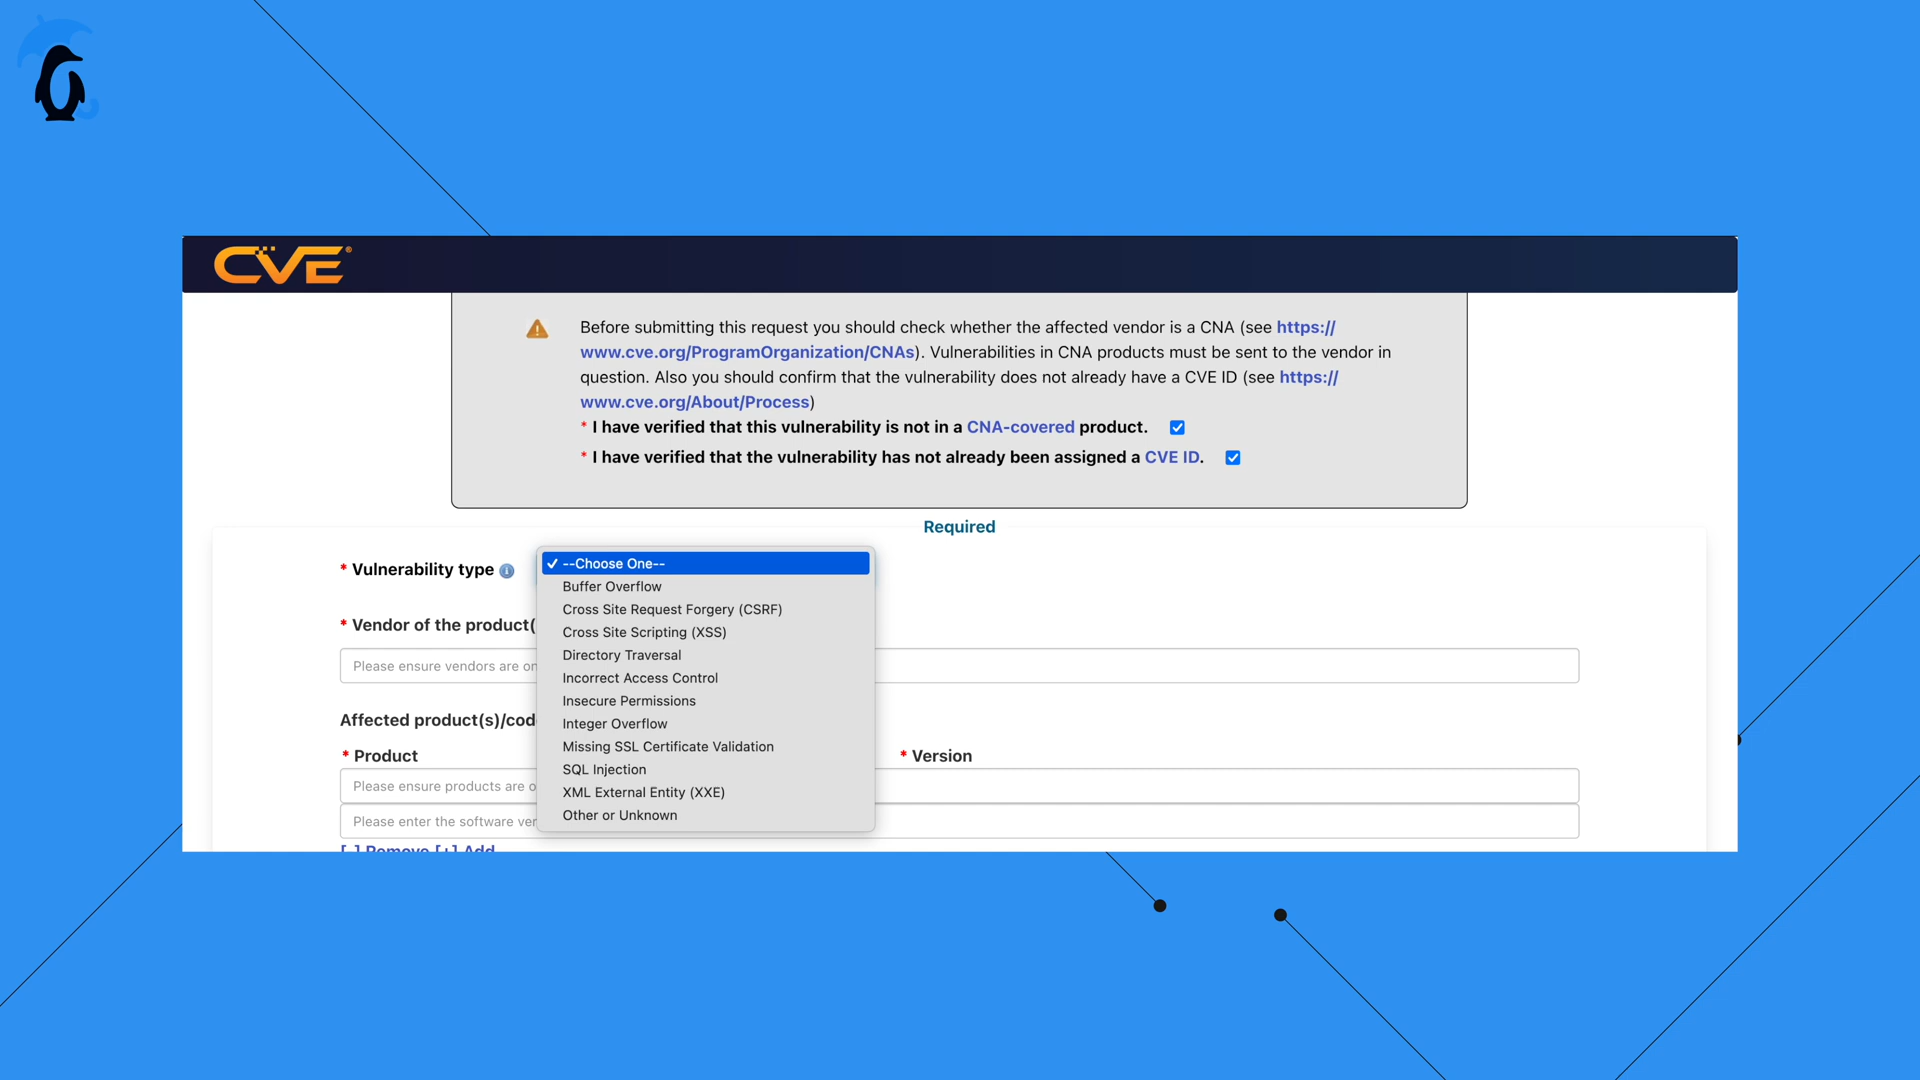 CVE®
Before submitting this request you should check whether the affected vendor is a CNA (see https://
www.cve.org/ProgramOrganization/CNAs). Vulnerabilities in CNA products must be sent to the vendor in
question. Also you should confirm that the vulnerability does not already have a CVE ID (see https://
www.cve.org/About/Process)
* I have verified that this vulnerability is not in a CNA-covered product.
* I have verified that the vulnerability has not already been assigned a CVE ID.
Required
* Vulnerability type
✓ --Choose One--
Buffer Overflow
Cross Site Request Forgery (CSRF)
Cross Site Scripting (XSS)
Directory Traversal
Incorrect Access Control
Insecure Permissions
Integer Overflow
Missing SSL Certificate Validation
SQL Injection
XML External Entity (XXE)
Other or Unknown
* Vendor of the product(
Please ensure vendors are on
Affected product(s)/cod
* Product
* Version
Please ensure products are o
Please enter the software ver
[-] Remove [+] Add